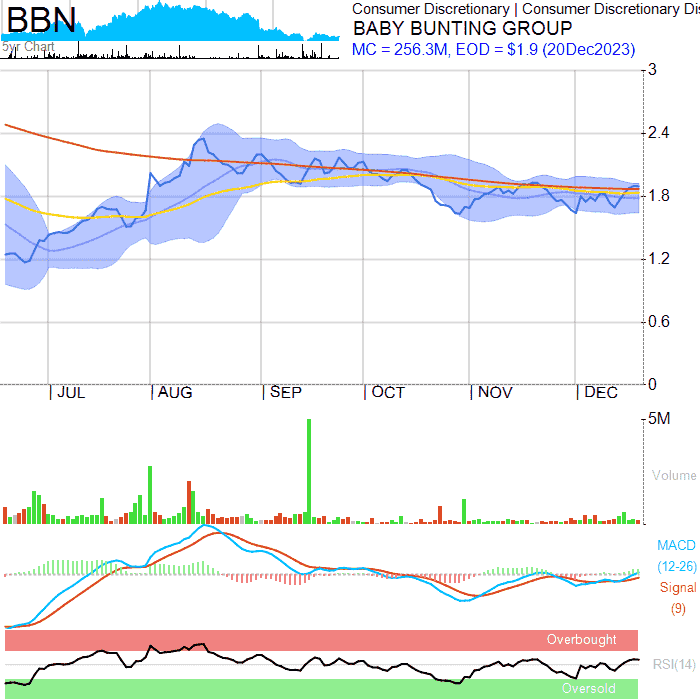 BBN
5yr Chart
Consumer Discretionary | Consumer Discretionary Dis
BABY BUNTING GROUP
MC = 256.3M, EOD = $1.9 (20Dec2023)
3
2.4
1.8
1.2
0.6
0
JUL AUG SEP OCT NOV DEC
5M
Volume
MACD
(12-26)
Signal
(9)
Overbought
RSI(14)
Oversold